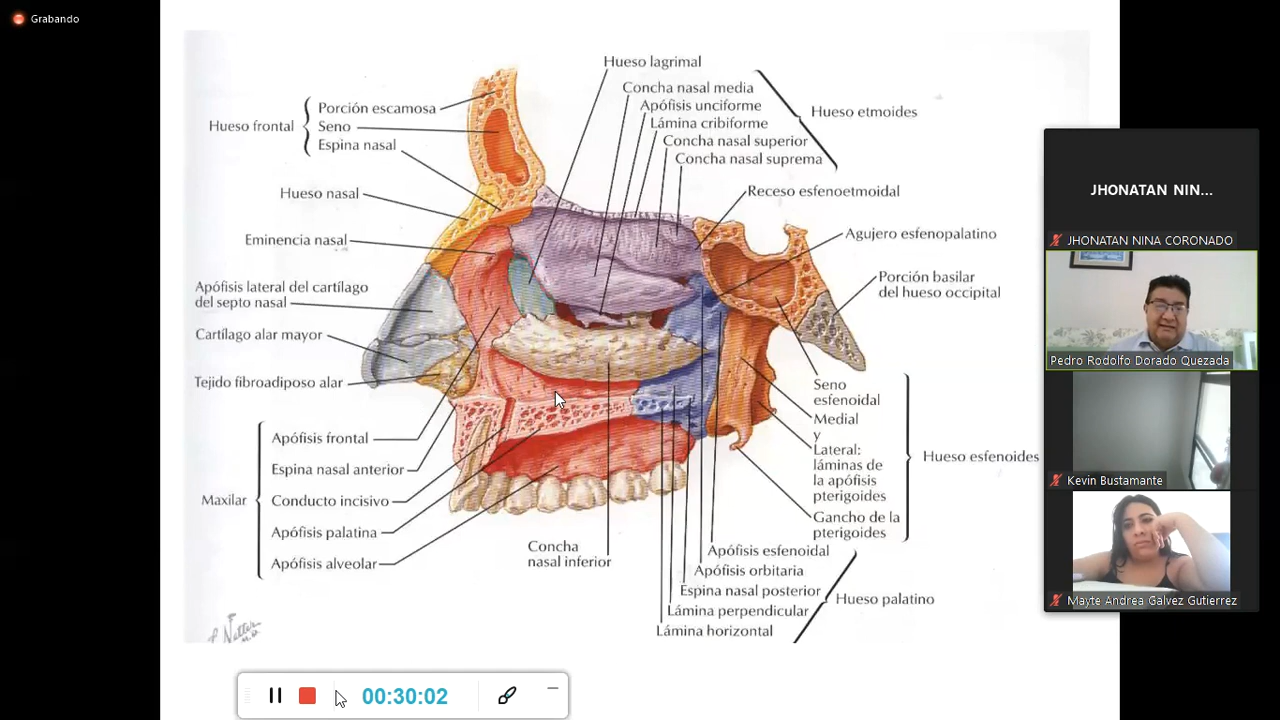 Grabando
Hueso lagrimal
Concha nasal media
Apófisis unciforme
Lámina cribiforme
Concha nasal superior
Concha nasal suprema
Hueso etmoides
Porción escamosa
Seno
Espina nasal
Hueso frontal
Hueso nasal
Eminencia nasal
Apófisis lateral del cartílago
del septo nasal
Cartílago alar mayor
Tejido fibroadiposo alar
Apófisis frontal
Espina nasal anterior
Conducto incisivo
Apófisis palatina
Apófisis alveolar
Maxilar
Concha
nasal inferior
Receso esfenoetmoidal
Agujero esfenopalatino
Porción basilar
del hueso occipital
Seno
esfenoidal
Medial
y
Lateral:
láminas de
la apófisis
pterigoides
Gancho de la
pterigoides
Hueso esfenoides
Apófisis esfenoidal
Apófisis orbitaria
Espina nasal posterior
Lámina perpendicular
Lámina horizontal
Hueso palatino
JHONATAN NIN...
JHONATAN NINA CORONADO
Pedro Rodolfo Dorado Quezada
Kevin Bustamante
Mayte Andrea Galvez Gutierrez
00:30:02